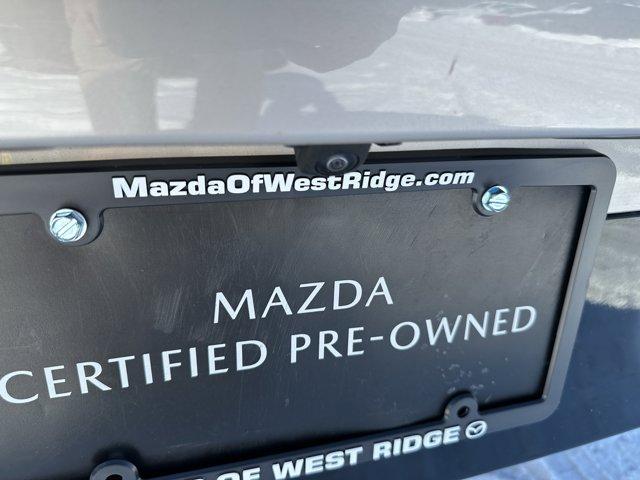 MazdaOfWestRidge.com
MAZDA
CERTIFIED PRE-OWNED
OF WEST RIDGE